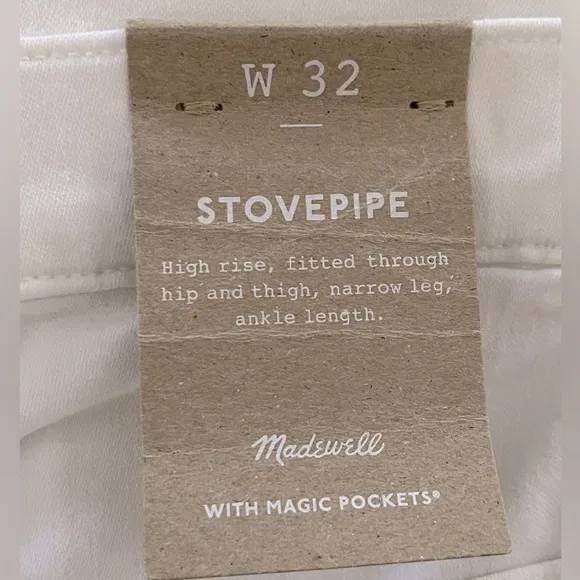 W 32
STOVEPIPE
High rise, fitted through
hip and thigh, narrow leg,
ankle length.
Madewell
WITH MAGIC POCKETS®